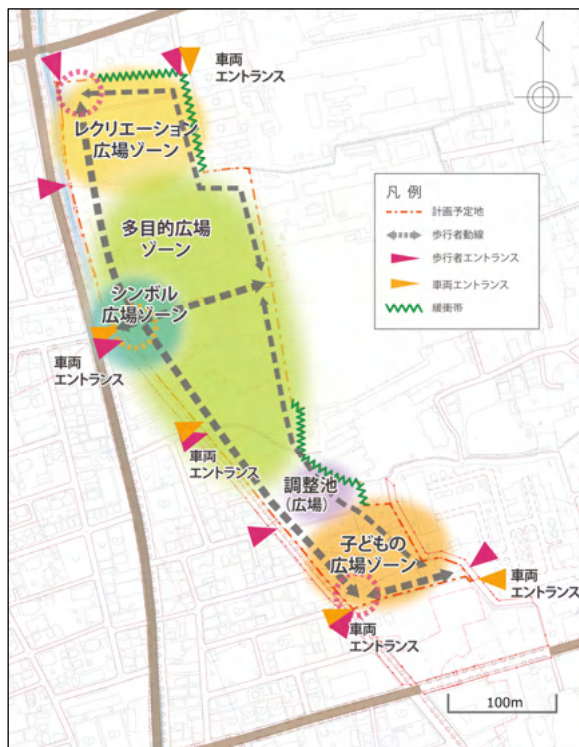 車両
エントランス
レクリエーション
広場ゾーン
多目的広場
ゾーン
シンボル
広場ゾーン
車両
エントランス
車両
エントランス
調整池
(広場)
子どもの
広場ゾーン
車両
エントランス
車両
エントランス
凡 例
計画予定地
歩行者動線
歩行者エントランス
車両エントランス
緩衝帯
100m